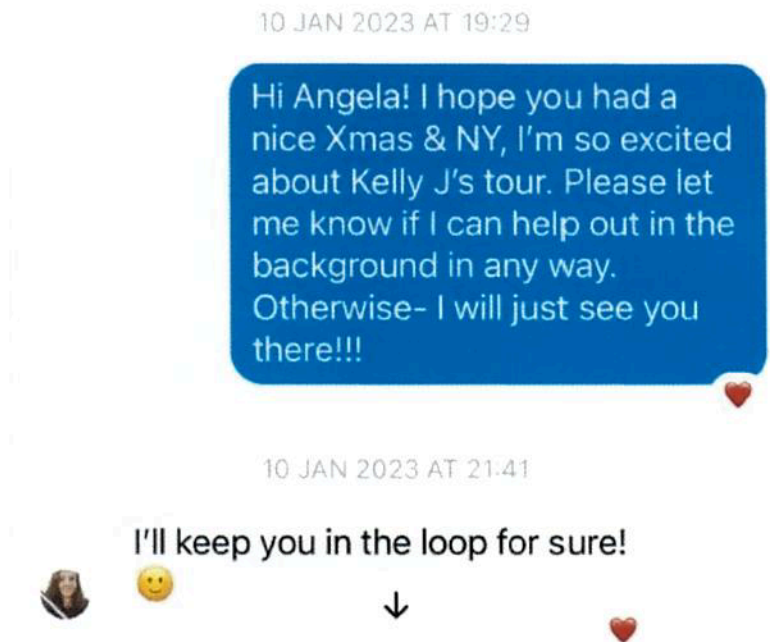 10 JAN 2023 AT 19:29
Hi Angela! I hope you had a
nice Xmas & NY, I'm so excited
about Kelly J's tour. Please let
me know if I can help out in the
background in any way.
Otherwise- I will just see you
there!!!
10 JAN 2023 AT 21:41
I'll keep you in the loop for sure!